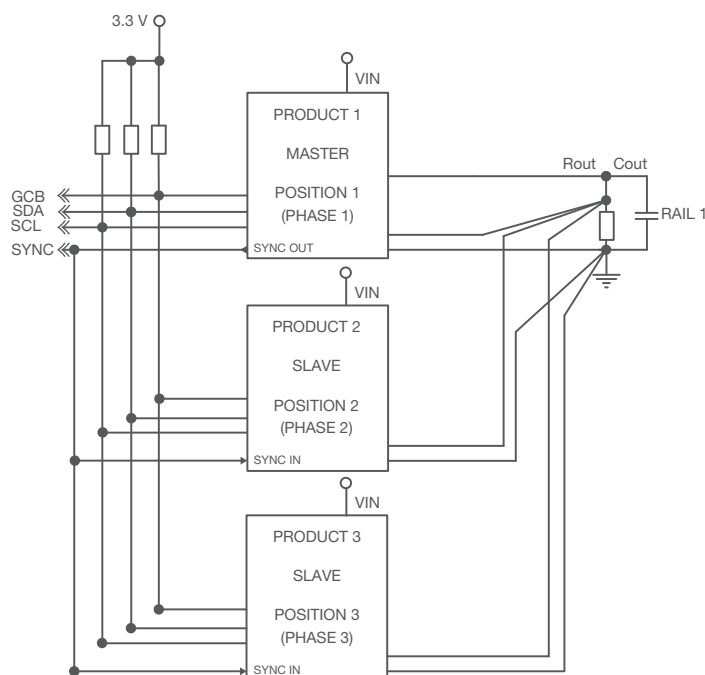 3.3 V
VIN
PRODUCT 1
MASTER
POSITION 1
(PHASE 1)
SYNC OUT
GCB
SDA
SCL
SYNC
Rout Cout
RAIL 1
VIN
PRODUCT 2
SLAVE
POSITION 2
(PHASE 2)
SYNC IN
VIN
PRODUCT 3
SLAVE
POSITION 3
(PHASE 3)
SYNC IN